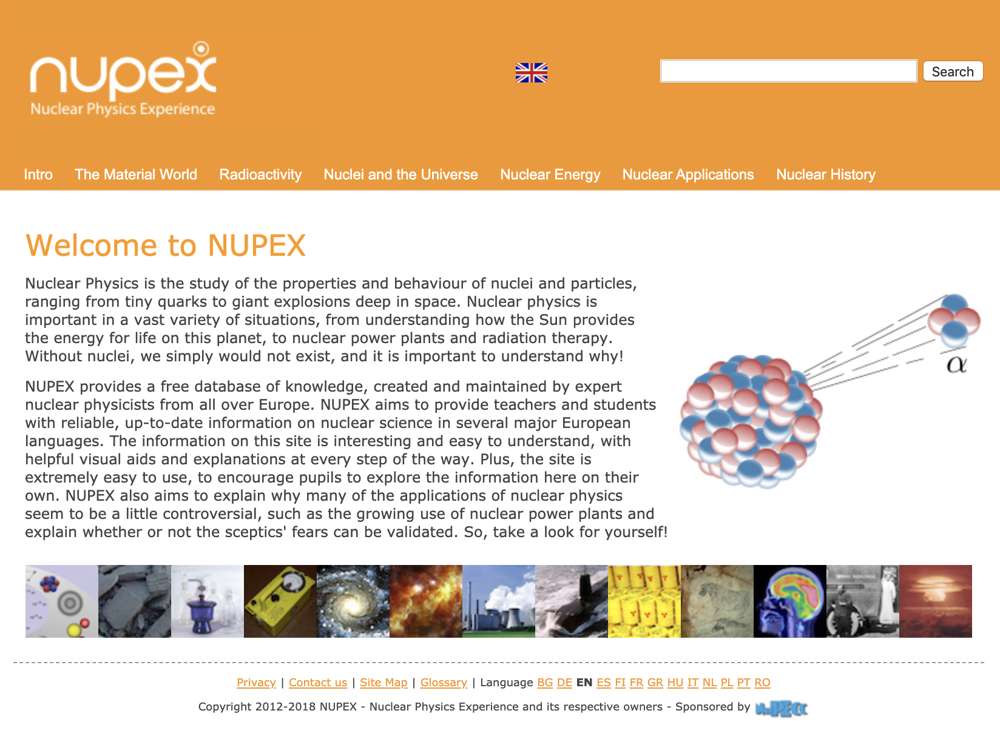 nupex
Nuclear Physics Experience
Search
Intro The Material World Radioactivity Nuclei and the Universe Nuclear Energy Nuclear Applications Nuclear History
Welcome to NUPEX
Nuclear Physics is the study of the properties and behaviour of nuclei and particles,
ranging from tiny quarks to giant explosions deep in space. Nuclear physics is
important in a vast variety of situations, from understanding how the Sun provides
the energy for life on this planet, to nuclear power plants and radiation therapy.
Without nuclei, we simply would not exist, and it is important to understand why!
NUPEX provides a free database of knowledge, created and maintained by expert
nuclear physicists from all over Europe. NUPEX aims to provide teachers and students
with reliable, up-to-date information on nuclear science in several major European
languages. The information on this site is interesting and easy to understand, with
helpful visual aids and explanations at every step of the way. Plus, the site is
extremely easy to use, to encourage pupils to explore the information here on their
own. NUPEX also aims to explain why many of the applications of nuclear physics
seem to be a little controversial, such as the growing use of nuclear power plants and
explain whether or not the sceptics' fears can be validated. So, take a look for yourself!
α
Privacy | Contact us | Site Map | Glossary | Language BG DE EN ES FI FR GR HU IT NL PL PT RO
Copyright 2012-2018 NUPEX - Nuclear Physics Experience and its respective owners - Sponsored by NuPECC